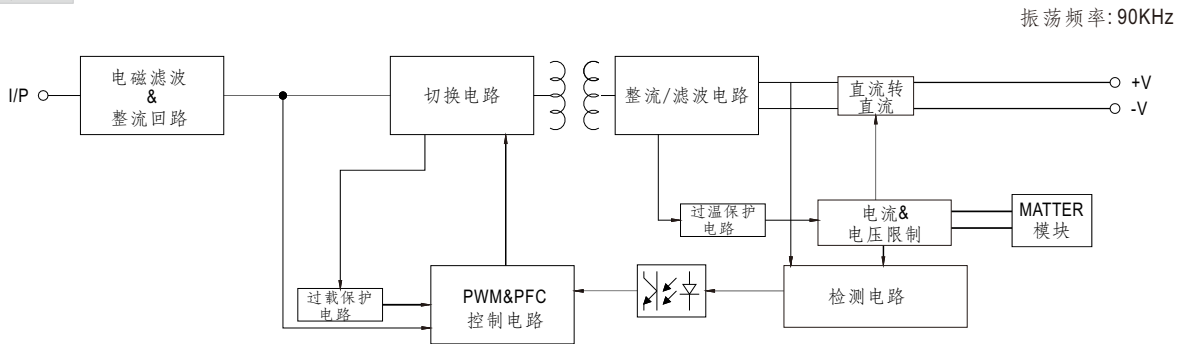 振荡频率: 90KHz
I/P
电磁滤波
&
整流回路
切换电路
整流/滤波电路
直流转
直流
+V
-V
过温保护
电路
电流&
电压限制
MATTER
模块
过载保护
电路
PWM&PFC
控制电路
检测电路